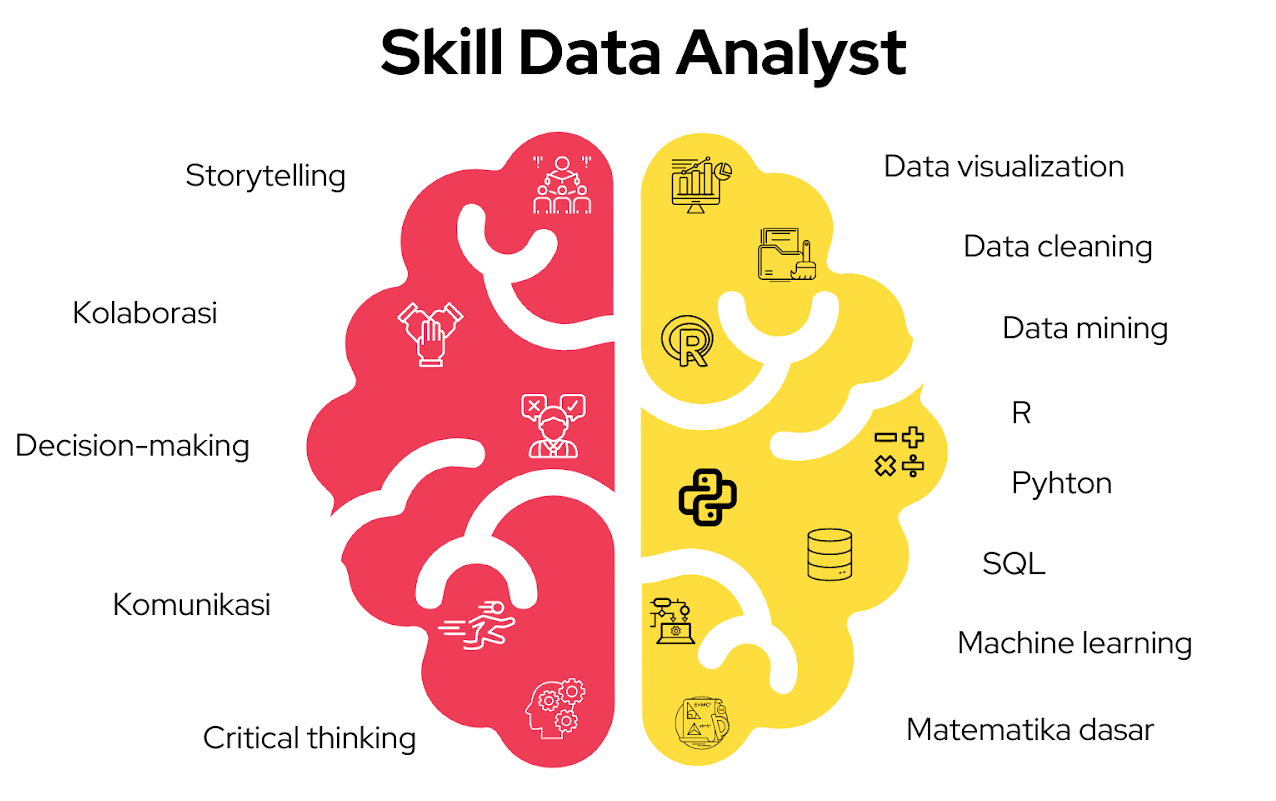 Skill Data Analyst
Storytelling
Kolaborasi
Decision-making
Komunikasi
Critical thinking
Data visualization
Data cleaning
Data mining
R
Pyhton
SQL
Machine learning
Matematika dasar
R
E=MC²